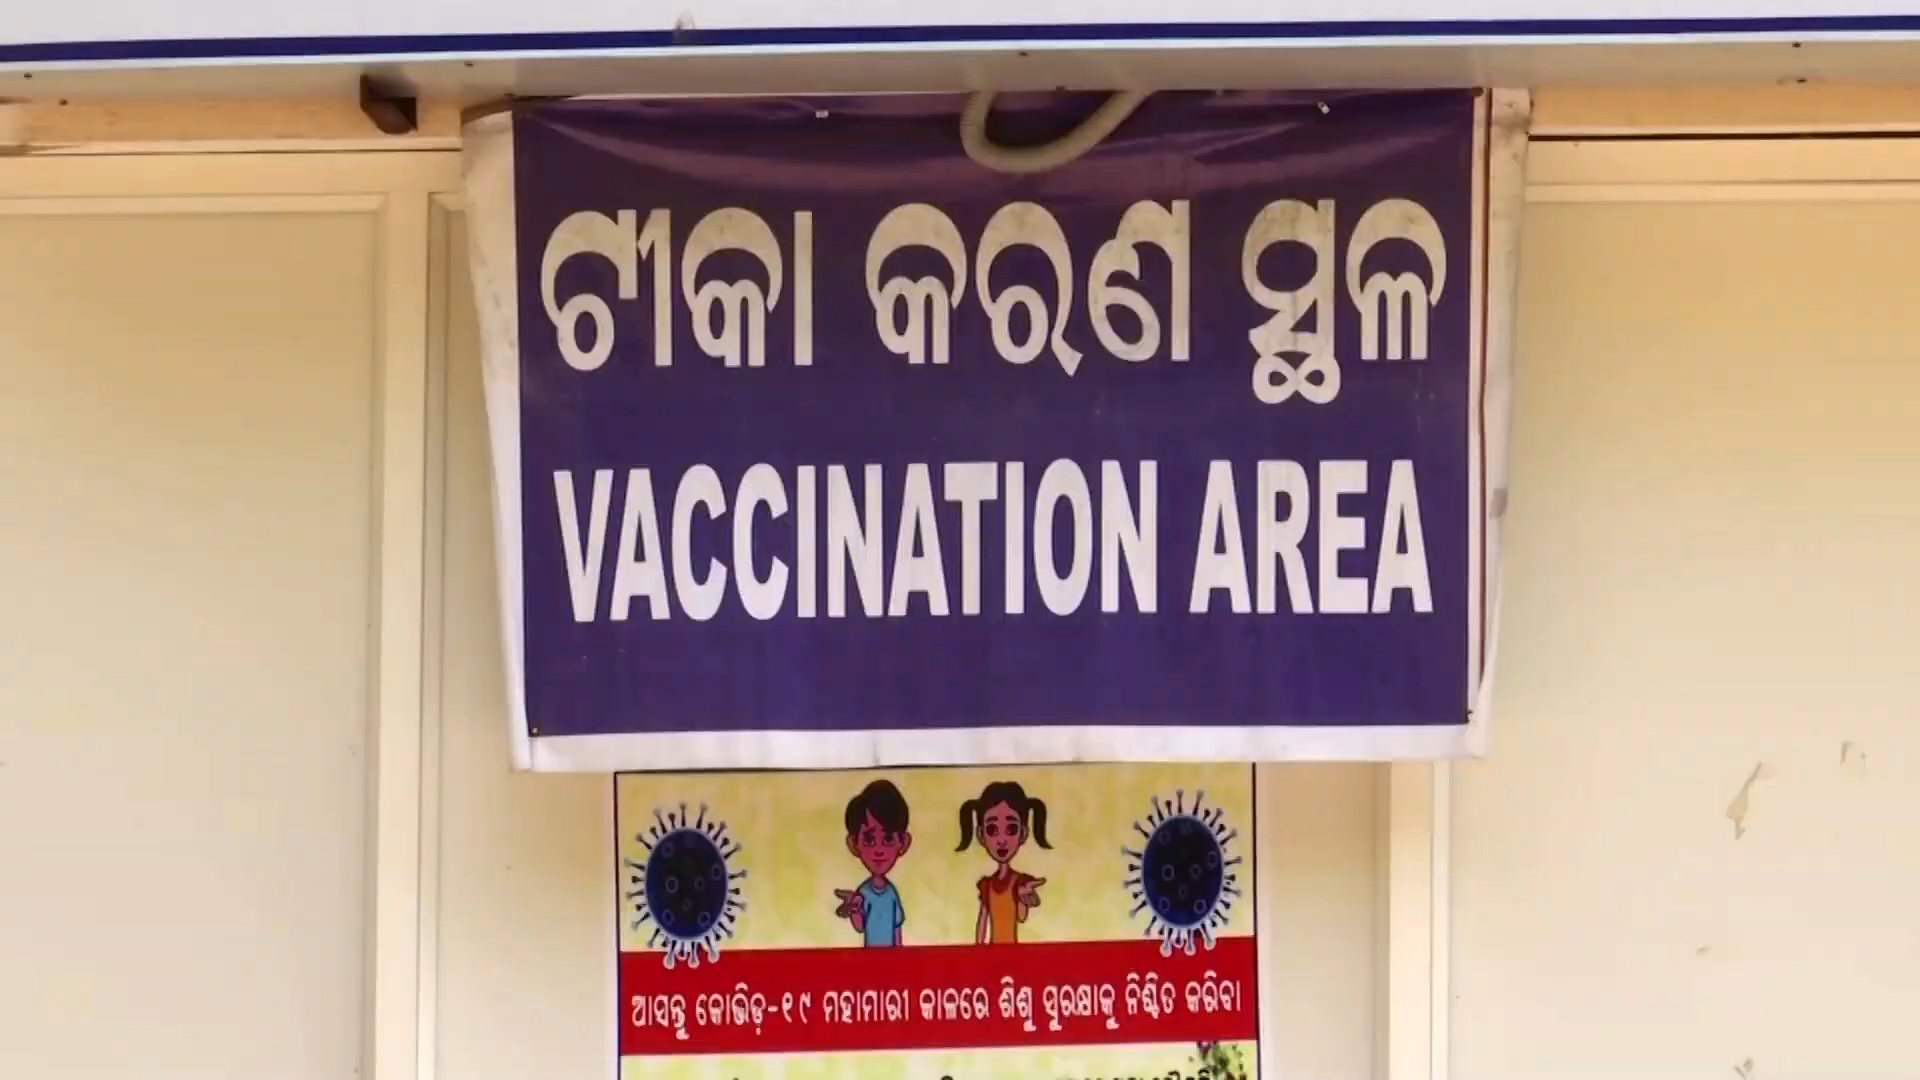 ଟୀକା କରଣ ସ୍ଥଳ
VACCINATION AREA
ଆସନ୍ତୁ କୋଭିଡ଼-୧୯ ମହାମାରୀ କାଳରେ ଶିଶୁ ସୁରକ୍ଷାକୁ ନିଶ୍ଚିତ କରିବା